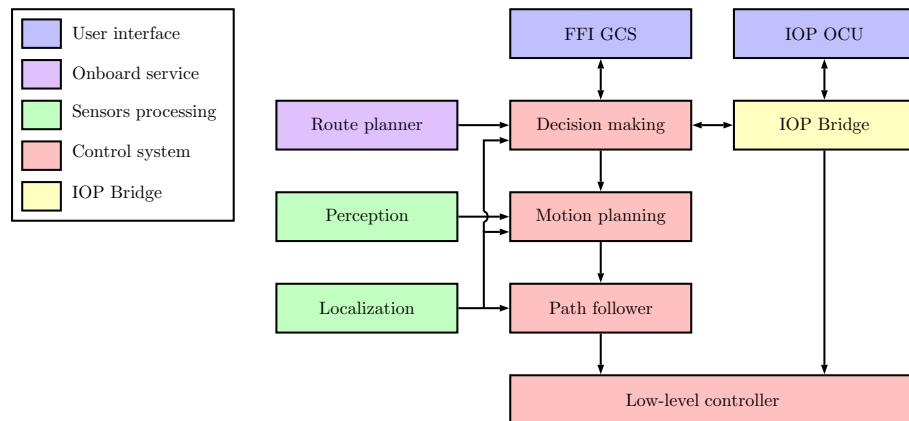 User interface
Onboard service
Sensors processing
Control system
IOP Bridge
FFI GCS
IOP OCU
Route planner
Decision making
IOP Bridge
Perception
Motion planning
Localization
Path follower
Low-level controller